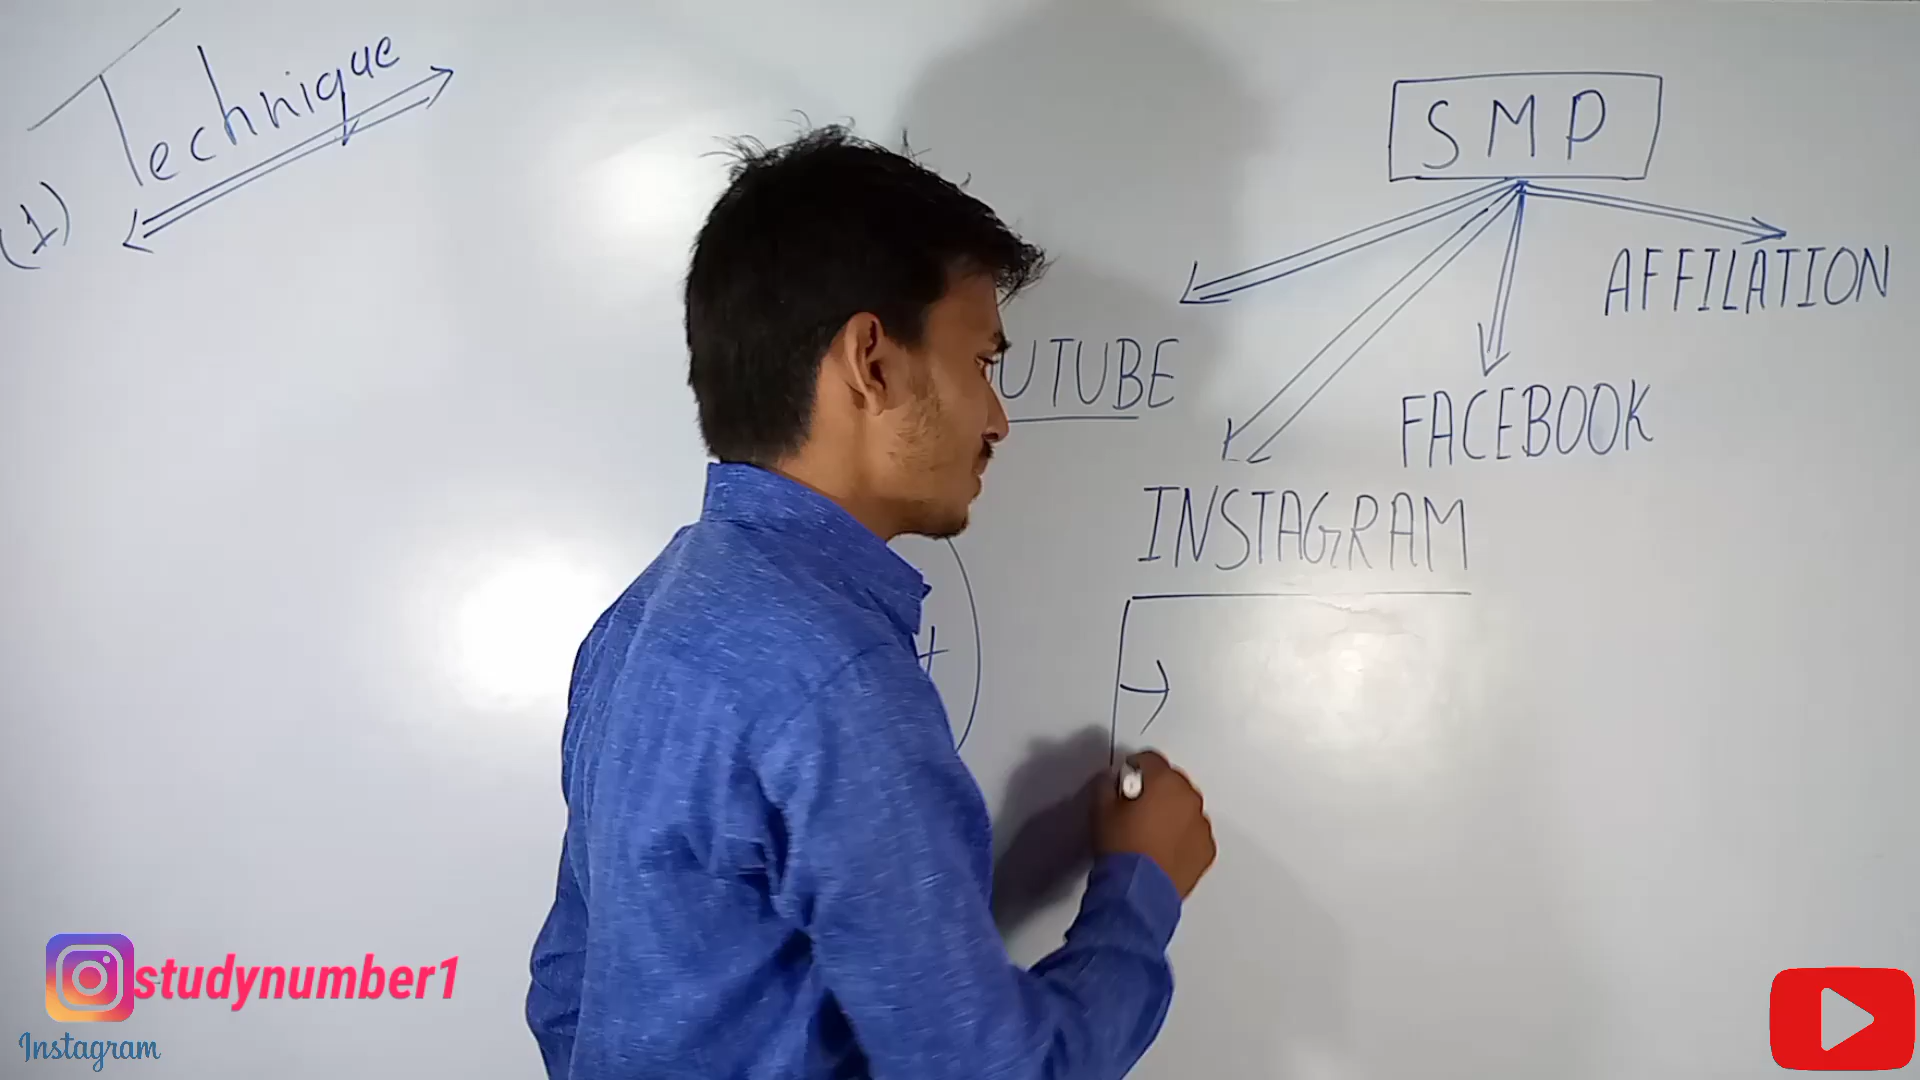 Technique
(1)
SMP
AFFILATION
UTUBE
FACEBOOK
INSTAGRAM
+
studynumber1
Instagram